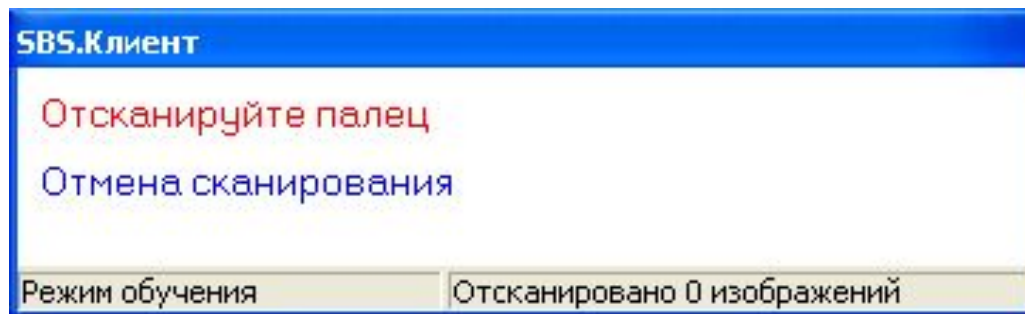 SBS.Клиент
Отсканируйте палец
Отмена сканирования
Режим обучения
Отсканировано 0 изображений